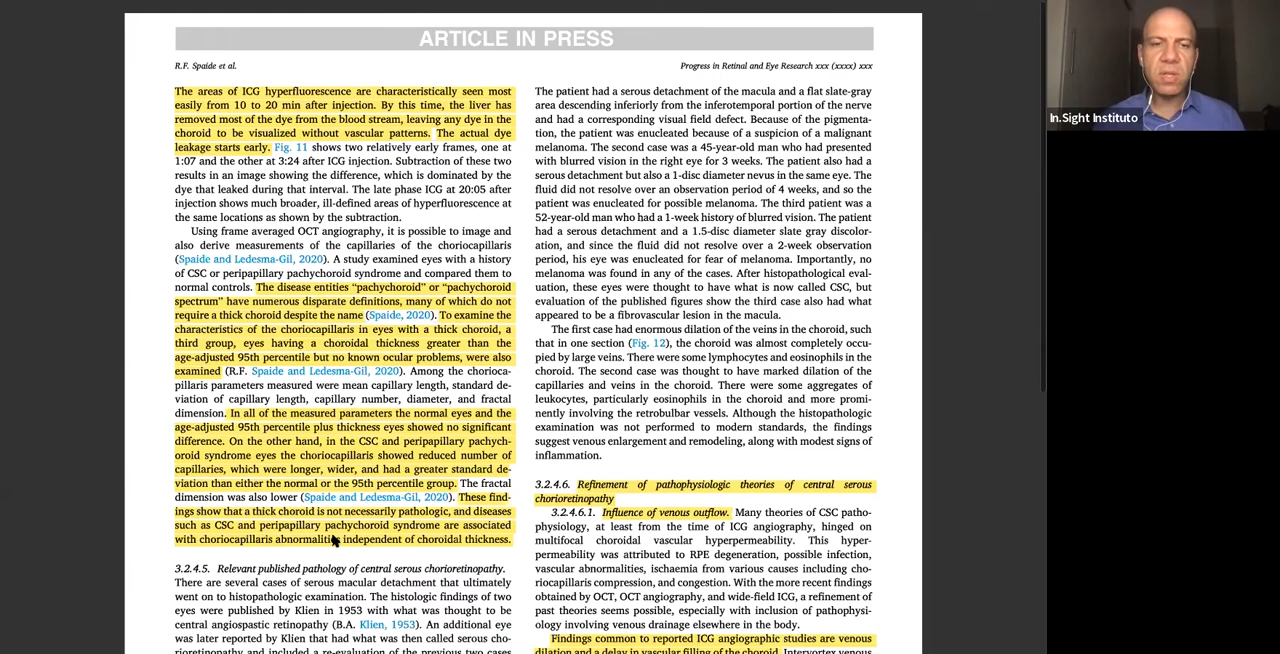 ARTICLE IN PRESS
R.F. Spaide et al.
Progress in Retinal and Eye Research xxx (xxxx) xxx
The areas of ICG hyperfluorescence are characteristically seen most
easily from 10 to 20 min after injection. By this time, the liver has
removed most of the dye from the blood stream, leaving any dye in the
choroid to be visualized without vascular patterns. The actual dye
leakage starts early. Fig. 11 shows two relatively early frames, one at
1:07 and the other at 3:24 after ICG injection. Subtraction of these two
results in an image showing the difference, which is dominated by the
dye that leaked during that interval. The late phase ICG at 20:05 after
injection shows much broader, ill-defined areas of hyperfluorescence at
the same locations as shown by the subtraction.
Using frame averaged OCT angiography, it is possible to image and
also derive measurements of the capillaries of the choriocapillaris
(Spaide and Ledesma-Gil, 2020). A study examined eyes with a history
of CSC or peripapillary pachychoroid syndrome and compared them to
normal controls. The disease entities “pachychoroid” or “pachychoroid
spectrum” have numerous disparate definitions, many of which do not
require a thick choroid despite the name (Spaide, 2020). To examine the
characteristics of the choriocapillaris in eyes with a thick choroid, a
third group, eyes having a choroidal thickness greater than the
age-adjusted 95th percentile but no known ocular problems, were also
examined (R.F. Spaide and Ledesma-Gil, 2020). Among the chorioca-
pillaris parameters measured were mean capillary length, standard de-
viation of capillary length, capillary number, diameter, and fractal
dimension. In all of the measured parameters the normal eyes and the
age-adjusted 95th percentile plus thickness eyes showed no significant
difference. On the other hand, in the CSC and peripapillary pachych-
oroid syndrome eyes the choriocapillaris showed reduced number of
capillaries, which were longer, wider, and had a greater standard de-
viation than either the normal or the 95th percentile group. The fractal
dimension was also lower (Spaide and Ledesma-Gil, 2020). These find-
ings show that a thick choroid is not necessarily pathologic, and diseases
such as CSC and peripapillary pachychoroid syndrome are associated
with choriocapillaris abnormalities independent of choroidal thickness.
3.2.4.5. Relevant published pathology of central serous chorioretinopathy.
There are several cases of serous macular detachment that ultimately
went on to histopathologic examination. The histologic findings of two
eyes were published by Klien in 1953 with what was thought to be
central angiospastic retinopathy (B.A. Klien, 1953). An additional eye
was later reported by Klien that had what was then called serous cho-
rioretinopathy and included a re-evaluation of the previous two cases
The patient had a serous detachment of the macula and a flat slate-gray
area descending inferiorly from the inferotemporal portion of the nerve
and had a corresponding visual field defect. Because of the pigmenta-
tion, the patient was enucleated because of a suspicion of a malignant
melanoma. The second case was a 45-year-old man who had presented
with blurred vision in the right eye for 3 weeks. The patient also had a
serous detachment but also a 1-disc diameter nevus in the same eye. The
fluid did not resolve over an observation period of 4 weeks, and so the
patient was enucleated for possible melanoma. The third patient was a
52-year-old man who had a 1-week history of blurred vision. The patient
had a serous detachment and a 1.5-disc diameter slate gray discolor-
ation, and since the fluid did not resolve over a 2-week observation
period, his eye was enucleated for fear of melanoma. Importantly, no
melanoma was found in any of the cases. After histopathological eval-
uation, these eyes were thought to have what is now called CSC, but
evaluation of the published figures show the third case also had what
appeared to be a fibrovascular lesion in the macula.
The first case had enormous dilation of the veins in the choroid, such
that in one section (Fig. 12), the choroid was almost completely occu-
pied by large veins. There were some lymphocytes and eosinophils in the
choroid. The second case was thought to have marked dilation of the
capillaries and veins in the choroid. There were some aggregates of
leukocytes, particularly eosinophils in the choroid and more promi-
nently involving the retrobulbar vessels. Although the histopathologic
examination was not performed to modern standards, the findings
suggest venous enlargement and remodeling, along with modest signs of
inflammation.
3.2.4.6. Refinement of pathophysiologic theories of central serous
chorioretinopathy
3.2.4.6.1. Influence of venous outflow. Many theories of CSC patho-
physiology, at least from the time of ICG angiography, hinged on
multifocal choroidal vascular hyperpermeability. This hyper-
permeability was attributed to RPE degeneration, possible infection,
vascular abnormalities, ischaemia from various causes including cho-
riocapillaris compression, and congestion. With the more recent findings
obtained by OCT, OCT angiography, and wide-field ICG, a refinement of
past theories seems possible, especially with inclusion of pathophysi-
ology involving venous drainage elsewhere in the body.
Findings common to reported ICG angiographic studies are venous
dilation and a delay in vascular filling of the choroid. Intervortex venous
In.Sight Instituto